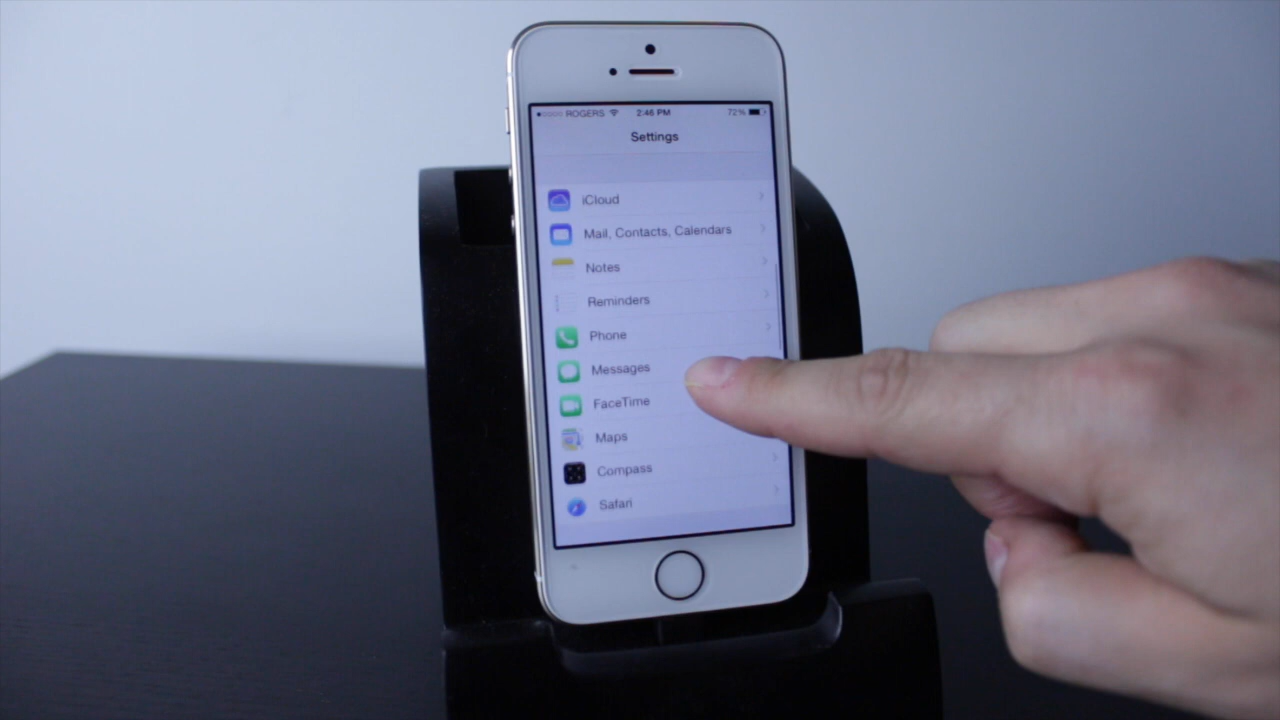 ROGERS 2:46 PM 72%
Settings
iCloud
Mail, Contacts, Calendars
Notes
Reminders
Phone
Messages
FaceTime
Maps
Compass
Safari